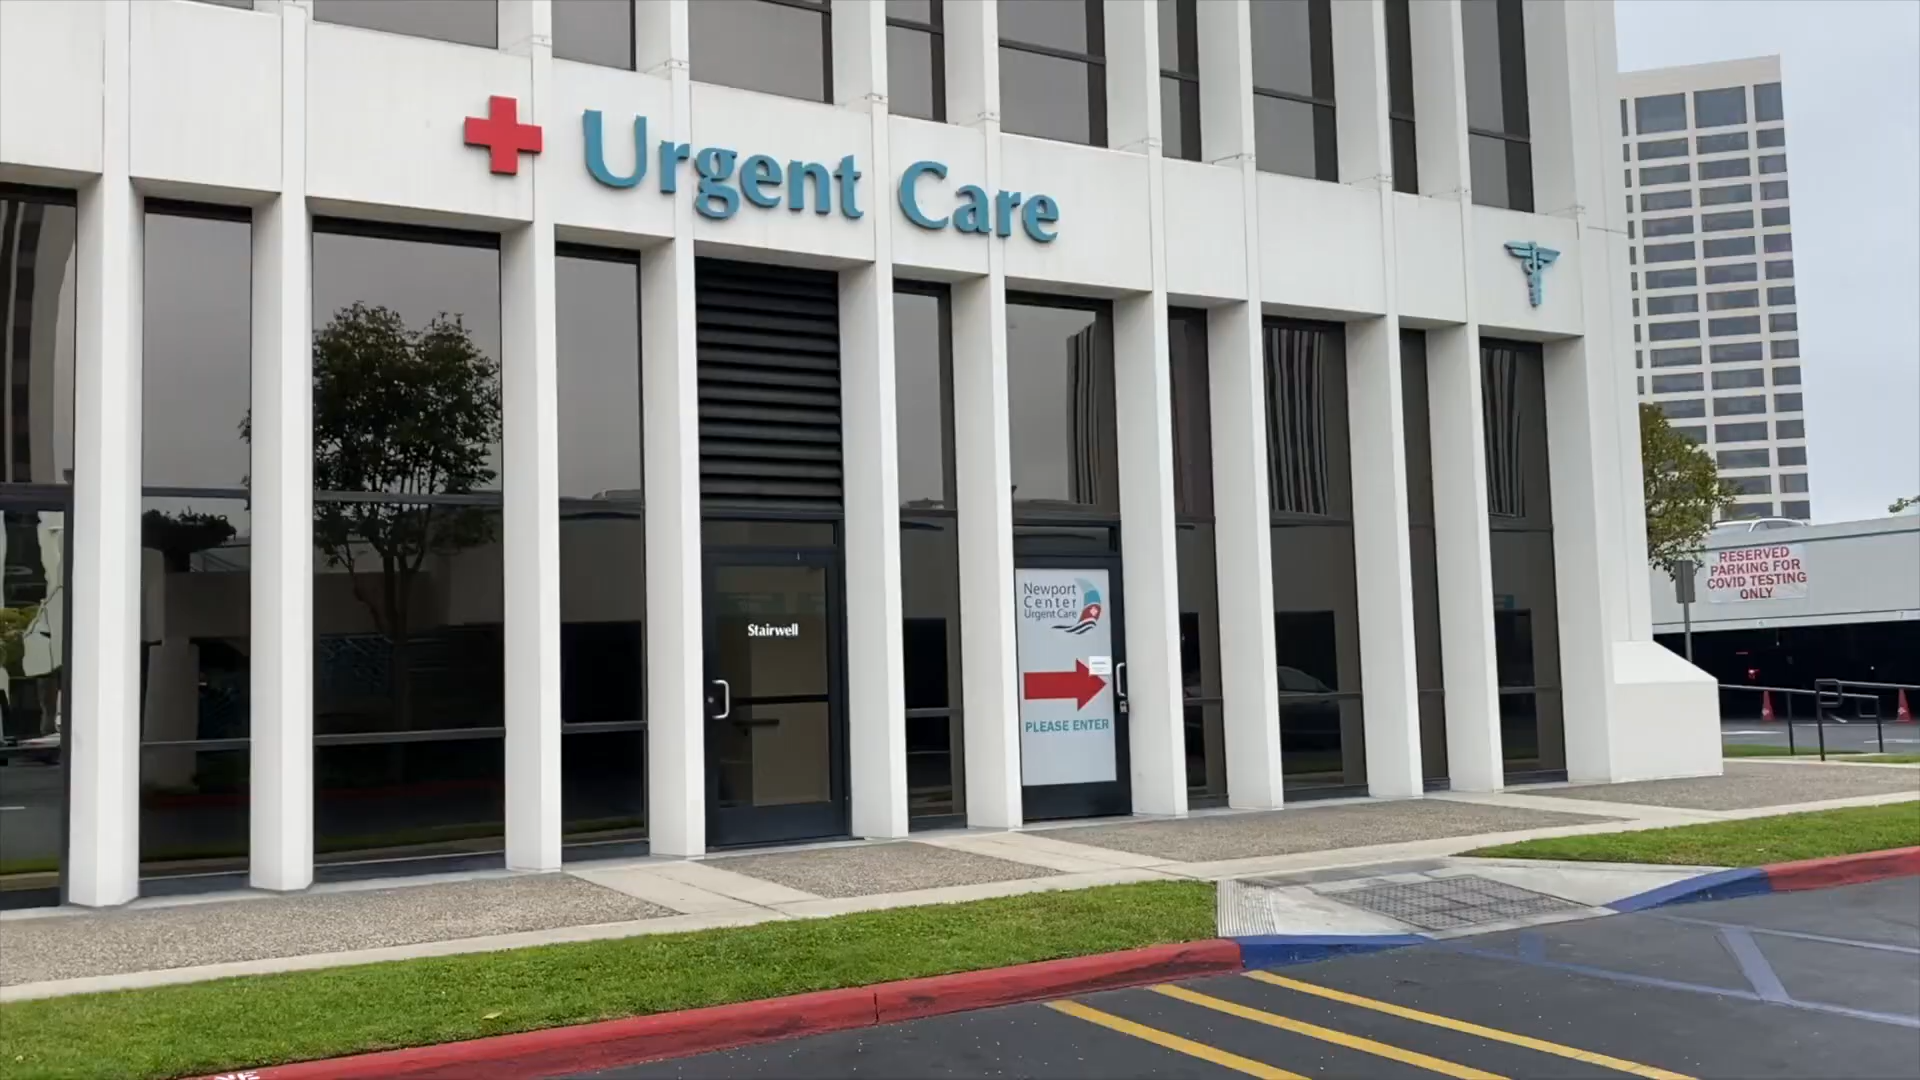 Urgent Care
Stairwell
Newport
Center
Urgent Care
PLEASE ENTER
RESERVED
PARKING FOR
COVID TESTING
ONLY